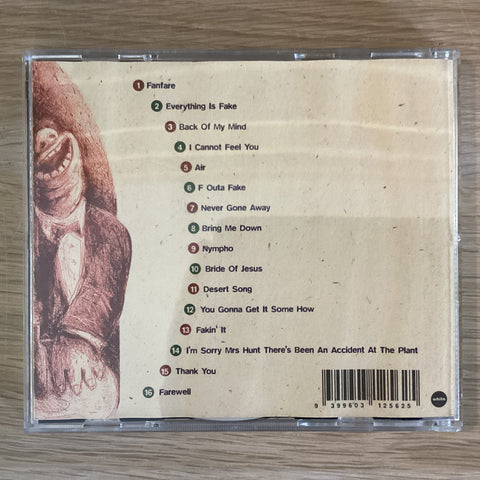 1 Fanfare
2 Everything Is Fake
3 Back Of My Mind
4 I Cannot Feel You
5 Air
6 F Outa Fake
7 Never Gone Away
8 Bring Me Down
9 Nympho
10 Bride Of Jesus
11 Desert Song
12 You Gonna Get It Some How
13 Fakin' It
14 I'm Sorry Mrs Hunt There's Been An Accident At The Plant
15 Thank You
16 Farewell
white
9 399603 125625